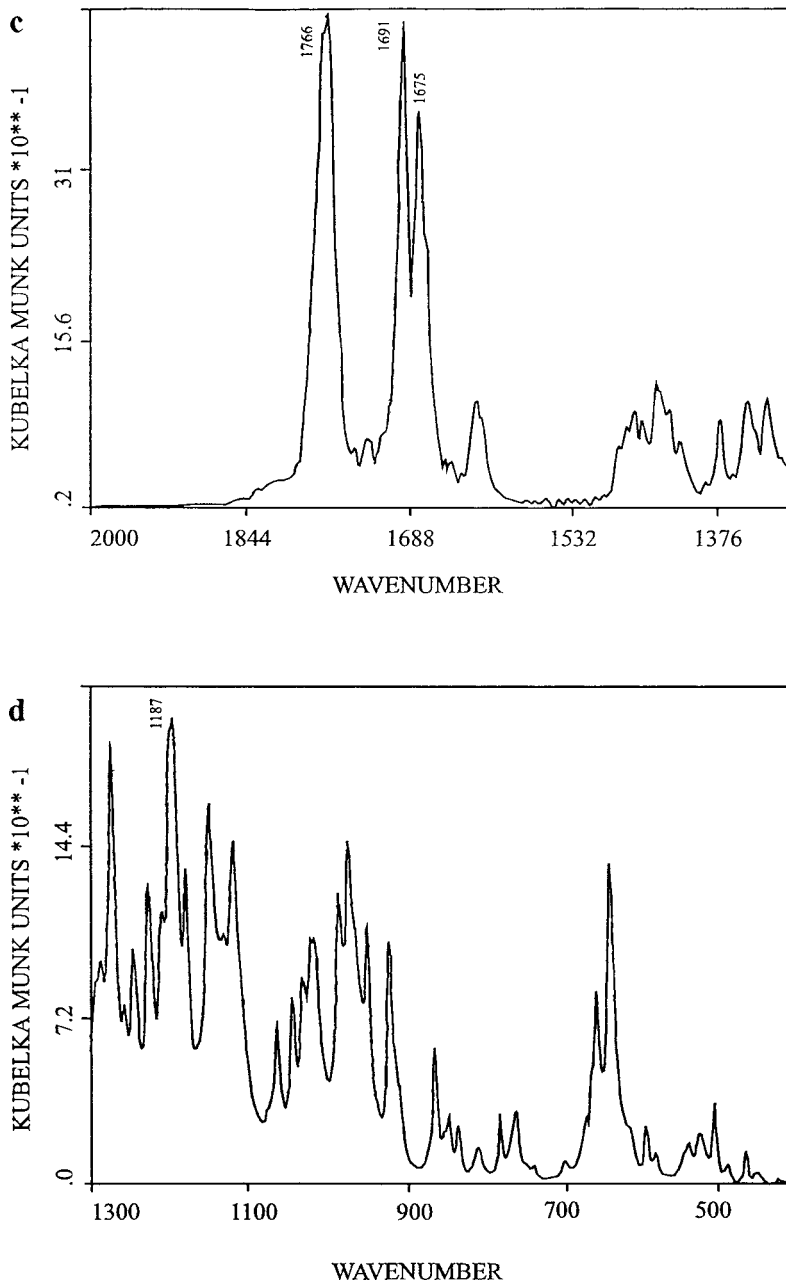 c
1766
1691
1675
KUBELKA MUNK UNITS *10** -1
31
15.6
.2
2000 1844 1688 1532 1376
WAVENUMBER
d
1187
KUBELKA MUNK UNITS *10** -1
14.4
7.2
.0
1300 1100 900 700 500
WAVENUMBER